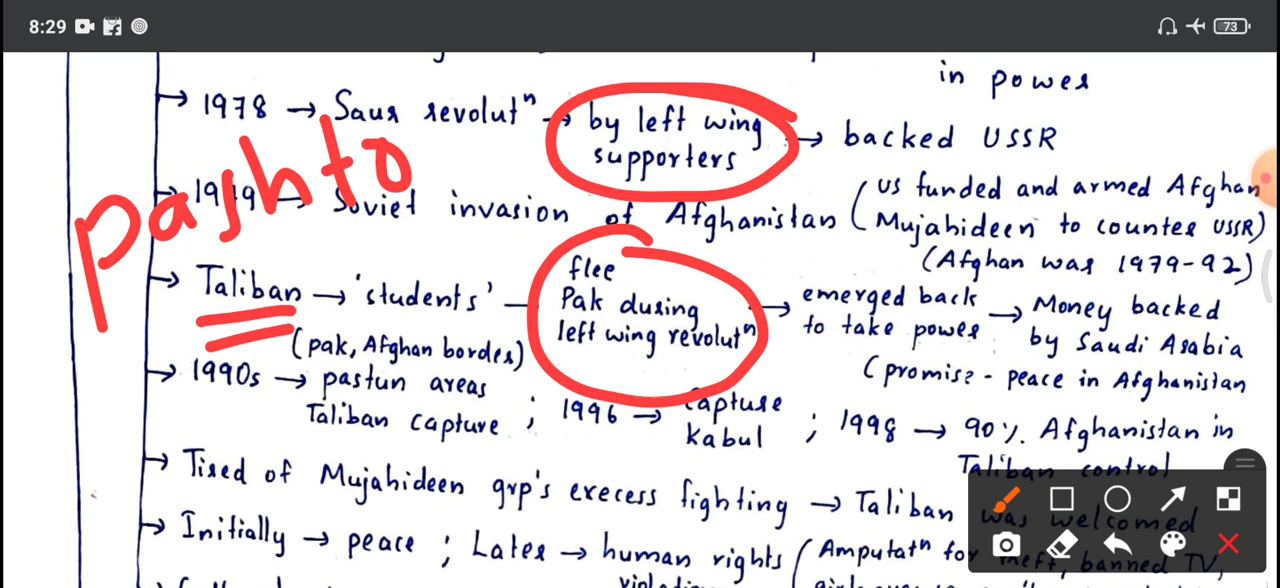 8:29
73
in power
→ 1978 → Saur revolutⁿ → by left wing supporters → backed USSR
pashto
→ 1979 → Soviet invasion of Afghanistan (US funded and armed Afghan
Mujahideen to counter USSR)
(Afghan war 1979-92)
→ Taliban → 'students' — flee
Pak during
left wing revolutⁿ
→ emerged back
to take power → Money backed
by Saudi Arabia
(pak, Afghan border)
(promise - peace in Afghanistan
→ 1990s → pastun areas
Taliban capture ; 1996 → capture
Kabul ; 1998 → 90% Afghanistan in
Taliban control
→ Tired of Mujahideen grp's excess fighting → Taliban was welcomed
→ Initially → peace ; Later → human rights (Amputatⁿ for theft, banned TV,